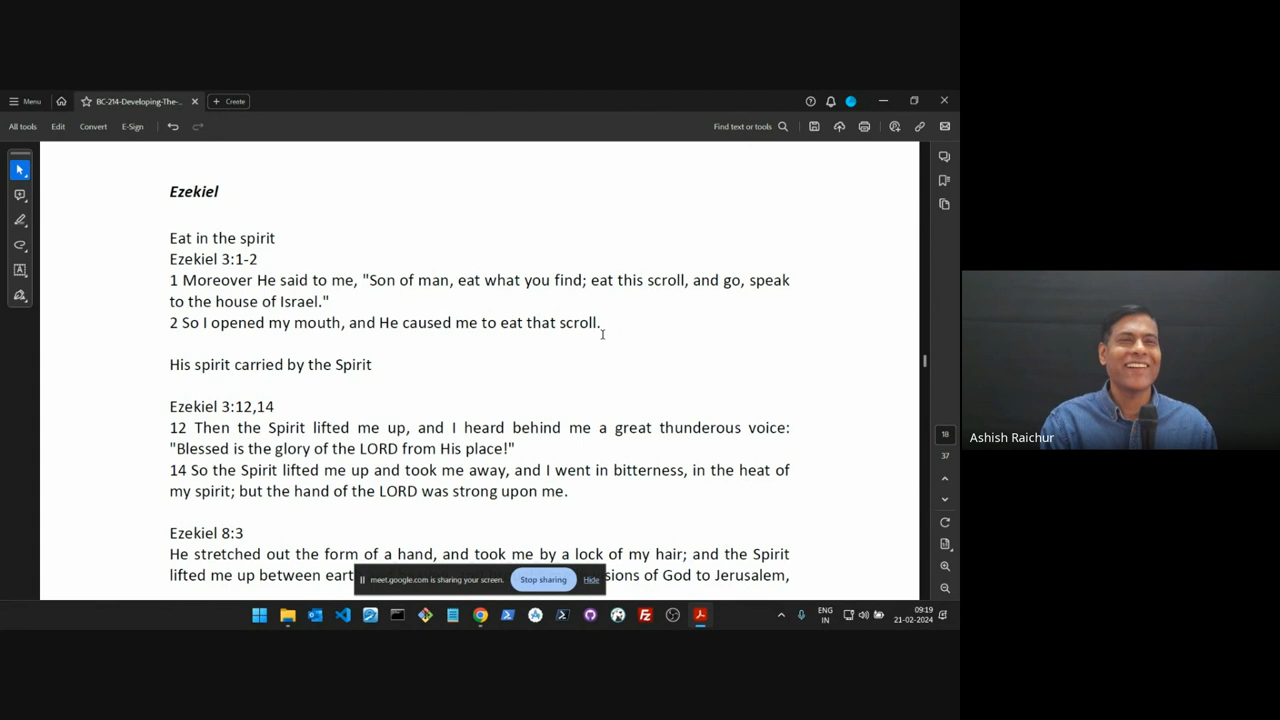 Menu
BC-214-Developing-The-...
Create
All tools
Edit
Convert
E-Sign
Find text or tools
Ezekiel
Eat in the spirit
Ezekiel 3:1-2
1 Moreover He said to me, "Son of man, eat what you find; eat this scroll, and go, speak
to the house of Israel."
2 So I opened my mouth, and He caused me to eat that scroll.
His spirit carried by the Spirit
Ezekiel 3:12,14
12 Then the Spirit lifted me up, and I heard behind me a great thunderous voice:
"Blessed is the glory of the LORD from His place!"
14 So the Spirit lifted me up and took me away, and I went in bitterness, in the heat of
my spirit; but the hand of the LORD was strong upon me.
Ezekiel 8:3
He stretched out the form of a hand, and took me by a lock of my hair; and the Spirit
lifted me up between eart sions of God to Jerusalem,
meet.google.com is sharing your screen.
Stop sharing
Hide
18
37
Ashish Raichur
ENG
IN
09:19
21-02-2024